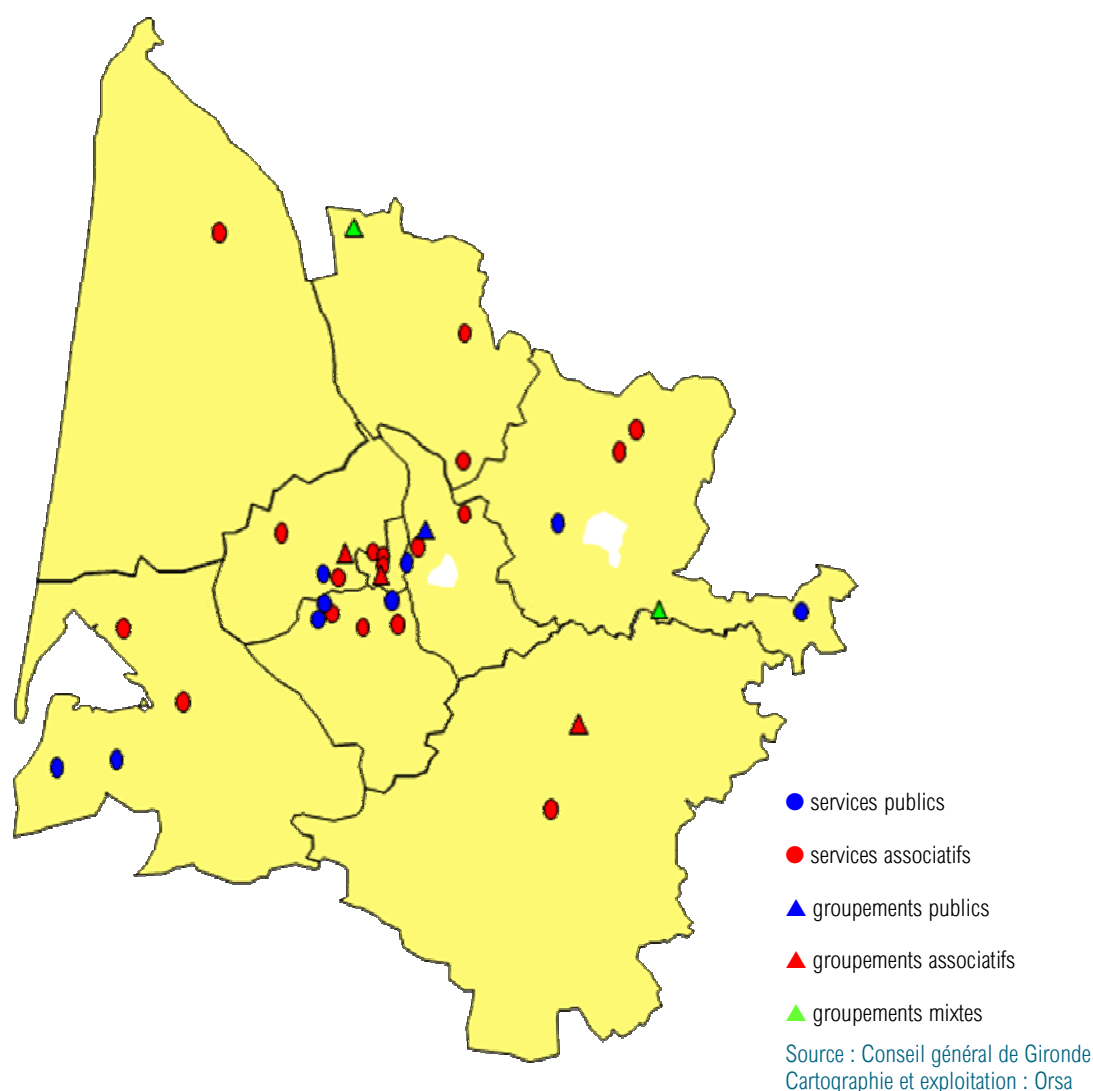 services publics
services associatifs
groupements publics
groupements associatifs
groupements mixtes
Source : Conseil général de Gironde
Cartographie et exploitation : Orsa